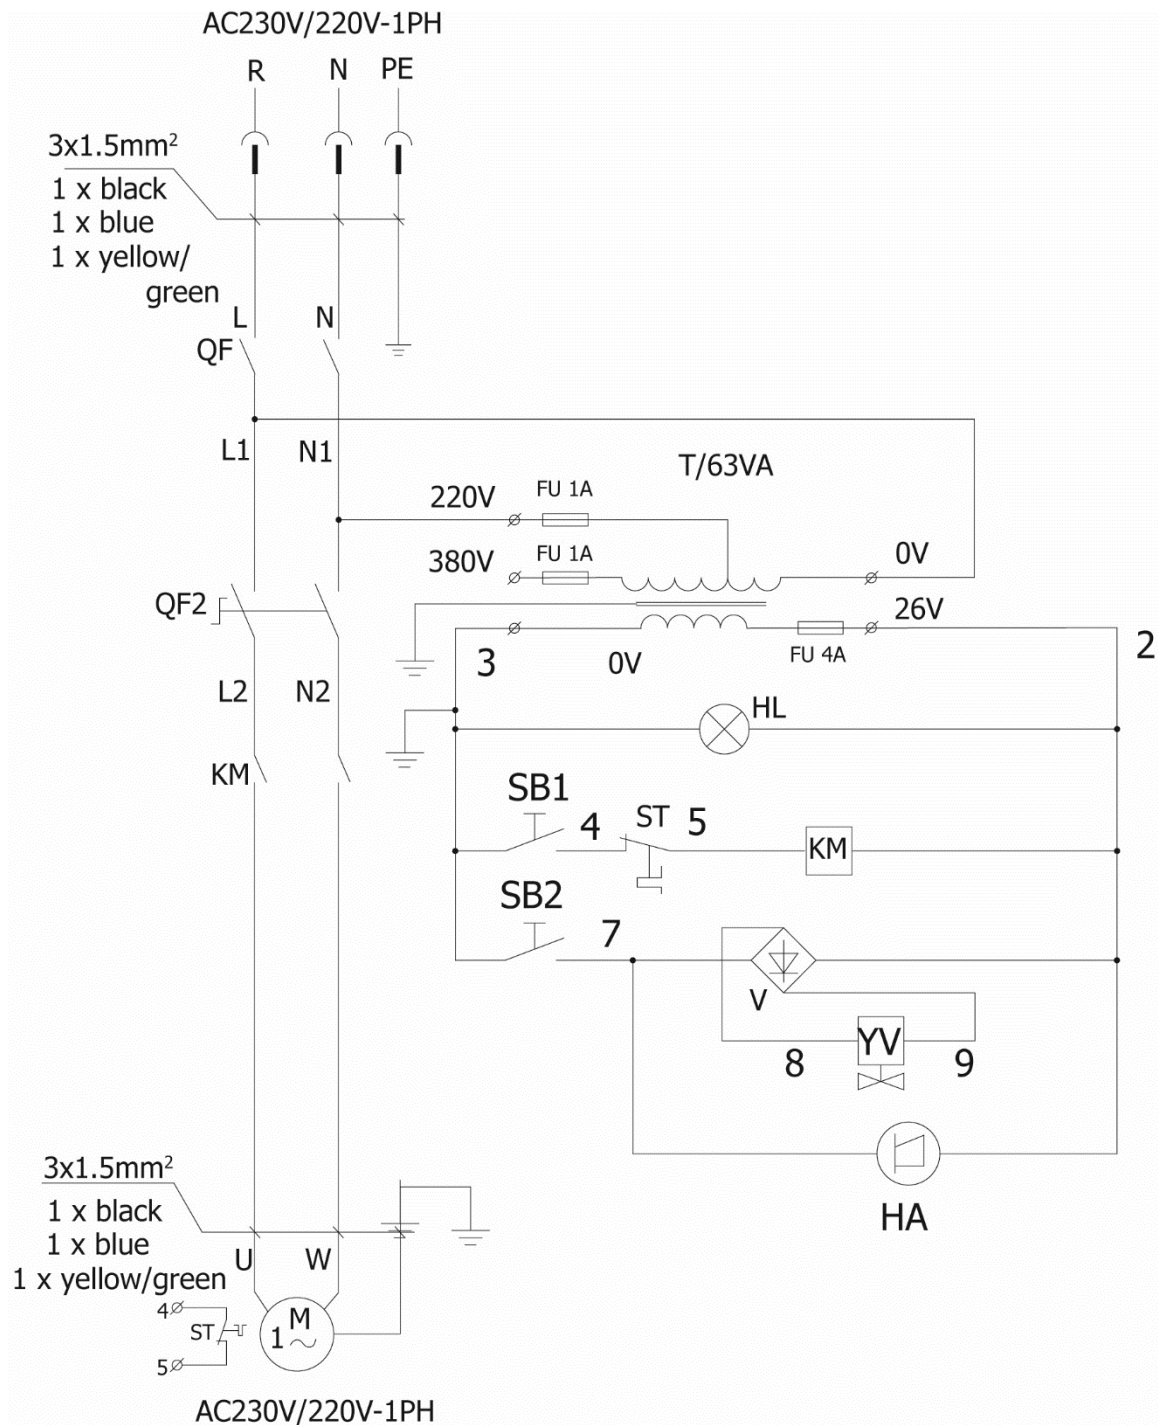 AC230V/220V-1PH
R N PE
3x1.5mm²
1 x black
1 x blue
1 x yellow/
green
L N
QF
L1 N1
T/63VA
220V FU 1A
380V FU 1A 0V
QF2 26V
3 0V FU 4A 2
L2 N2
HL
KM
SB1 4 ST 5
KM
SB2 7
V
8 YV 9
HA
3x1.5mm²
1 x black
1 x blue
1 x yellow/green
U W
4
ST
5
M
1
AC230V/220V-1PH